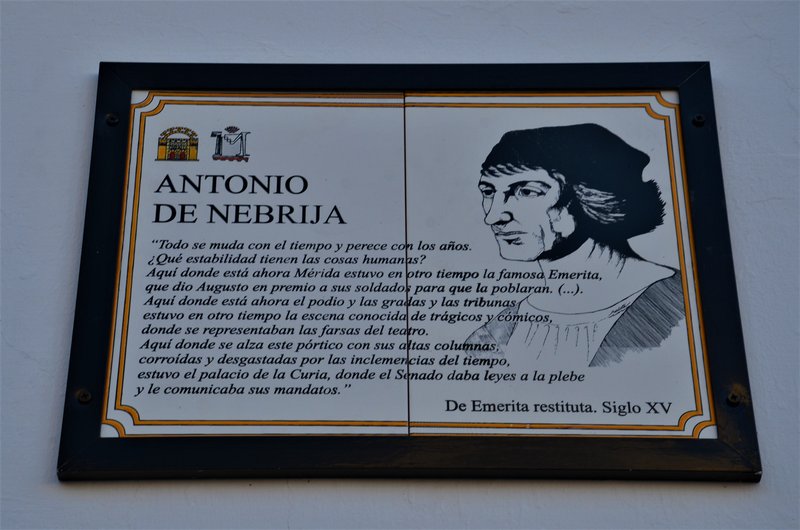 ANTONIO
DE NEBRIJA
“Todo se muda con el tiempo y perece con los años.
¿Qué estabilidad tienen las cosas humanas?
Aquí donde está ahora Mérida estuvo en otro tiempo la famosa Emerita,
que dio Augusto en premio a sus soldados para que la poblaran. (...).
Aquí donde está ahora el podio y las gradas y las tribunas
estuvo en otro tiempo la escena conocida de trágicos y cómicos,
donde se representaban las farsas del teatro.
Aquí donde se alza este pórtico con sus altas columnas,
corroídas y desgastadas por las inclemencias del tiempo,
estuvo el palacio de la Curia, donde el Senado daba leyes a la plebe
y le comunicaba sus mandatos.”
De Emerita restituta. Siglo XV